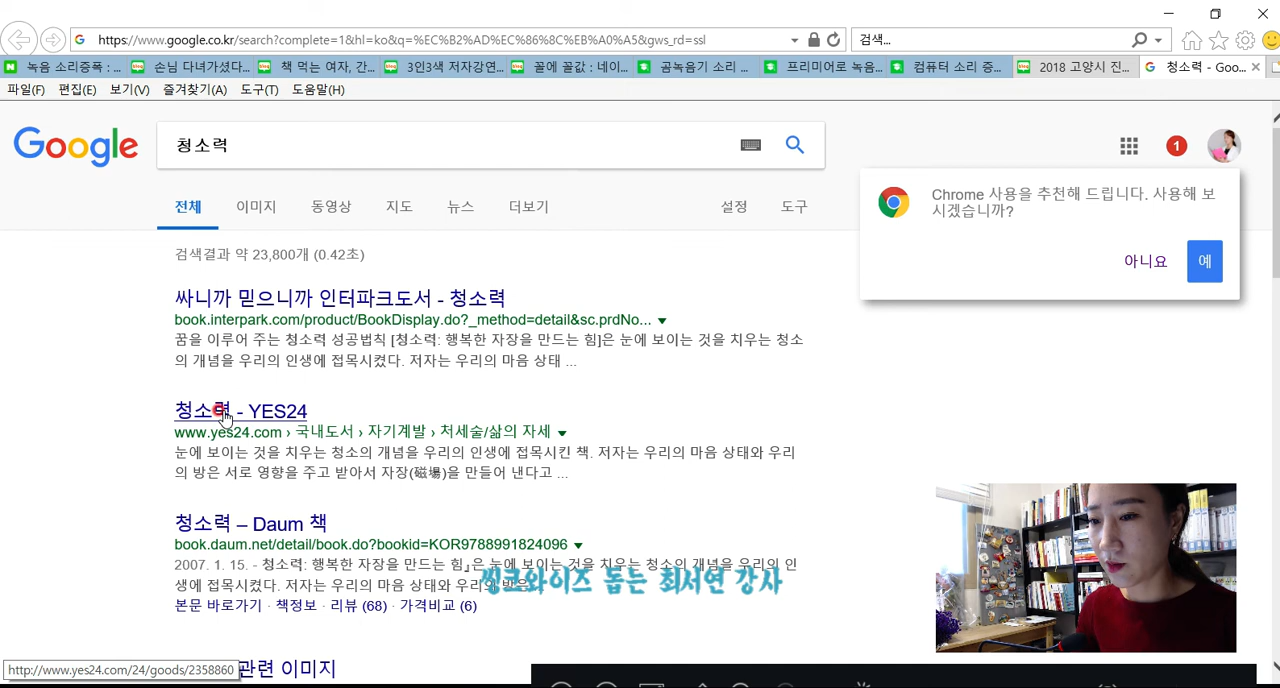 https://www.google.co.kr/search?complete=1&hl=ko&q=%EC%B2%AD%EC%86%8C%EB%A0%A5&gws_rd=ssl
검색...
녹음 소리증폭 : ...
손님 다녀가셨다...
책 먹는 여자, 간...
3인3색 저자강연...
꼴에 꼴값 : 네이...
곰녹음기 소리 ...
프리미어로 녹음...
컴퓨터 소리 증...
2018 고양시 진...
청소력 - Goo...
파일(F) 편집(E) 보기(V) 즐겨찾기(A) 도구(T) 도움말(H)
Google
청소력
1
Chrome 사용을 추천해 드립니다. 사용해 보
시겠습니까?
아니요 예
전체 이미지 동영상 지도 뉴스 더보기 설정 도구
검색결과 약 23,800개 (0.42초)
싸니까 믿으니까 인터파크도서 - 청소력
book.interpark.com/product/BookDisplay.do?_method=detail&sc.prdNo...
꿈을 이루어 주는 청소력 성공법칙 [청소력: 행복한 자장을 만드는 힘]은 눈에 보이는 것을 치우는 청소
의 개념을 우리의 인생에 접목시켰다. 저자는 우리의 마음 상태 ...
청소력 - YES24
www.yes24.com › 국내도서 › 자기계발 › 처세술/삶의 자세
눈에 보이는 것을 치우는 청소의 개념을 우리의 인생에 접목시킨 책. 저자는 우리의 마음 상태와 우리
의 방은 서로 영향을 주고 받아서 자장(磁場)을 만들어 낸다고 ...
청소력 – Daum 책
book.daum.net/detail/book.do?bookid=KOR9788991824096
2007. 1. 15. - 청소력: 행복한 자장을 만드는 힘』은 눈에 보이는 것을 치우는 청소의 개념을 우리의 인
생에 접목시켰다. 저자는 우리의 마음 상태와 우리의 방은
씽크와이즈 돕는 최서연 강사
본문 바로가기 · 책정보 · 리뷰 (68) · 가격비교 (6)
관련 이미지
http://www.yes24.com/24/goods/2358860